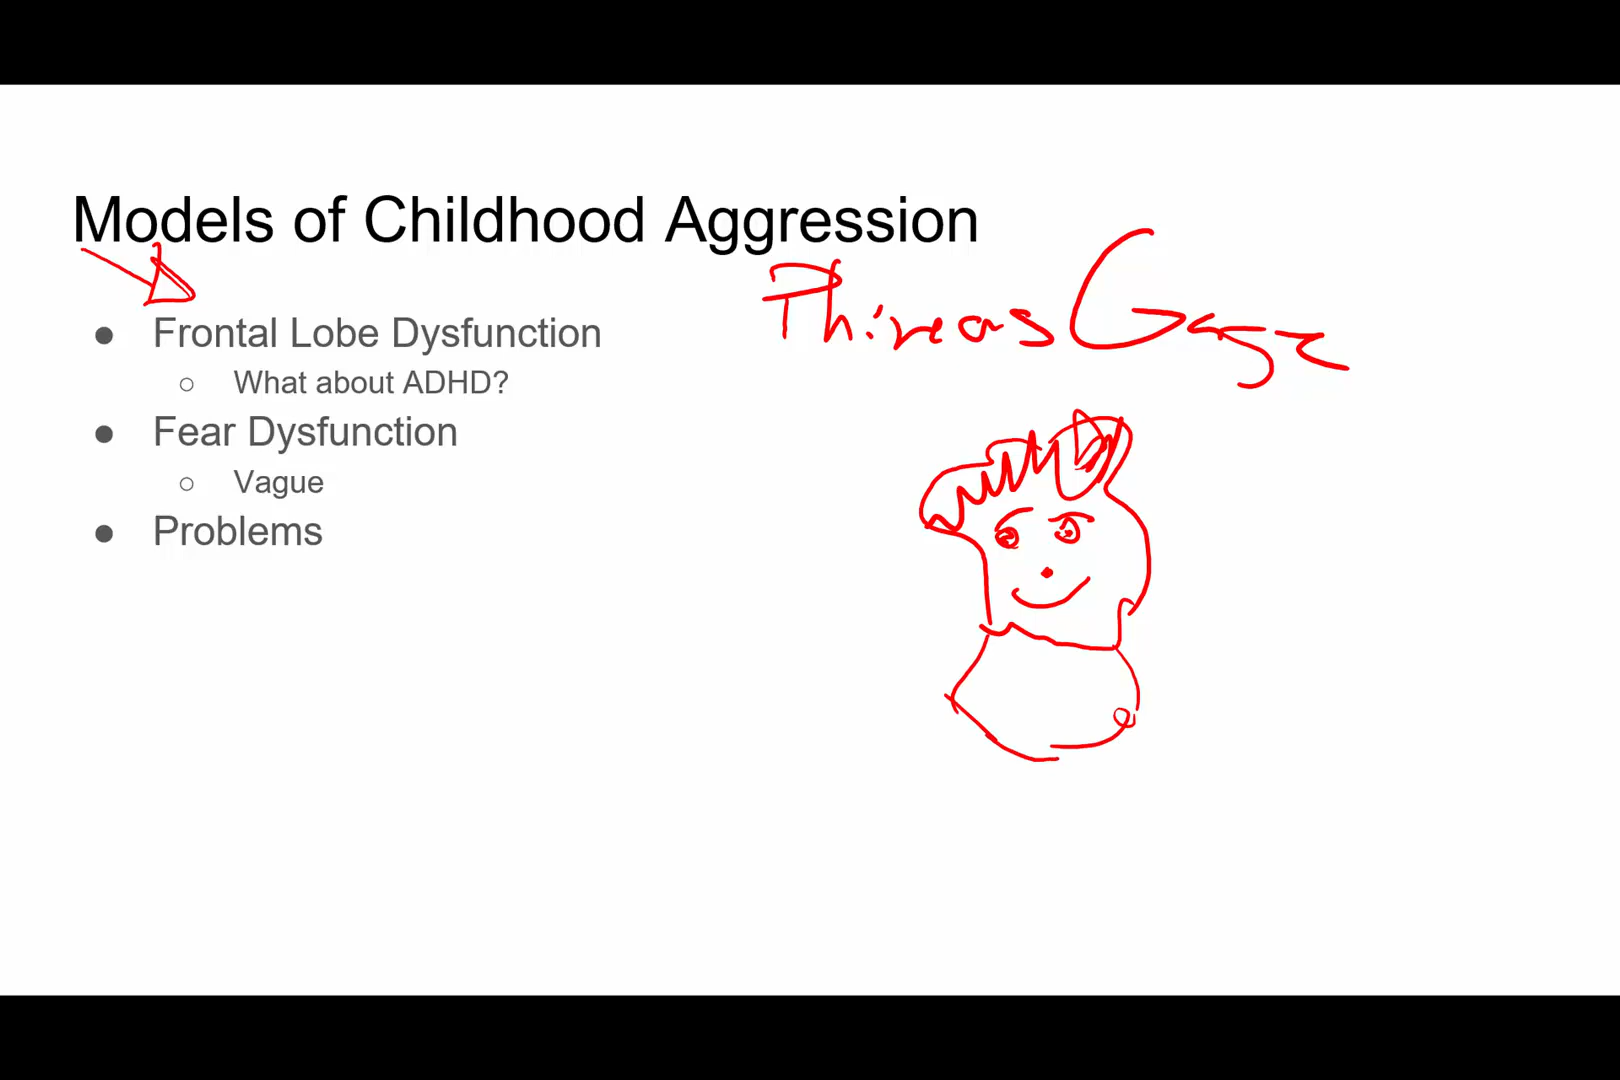 Models of Childhood Aggression
Phineas Gage
● Frontal Lobe Dysfunction
○ What about ADHD?
● Fear Dysfunction
○ Vague
● Problems